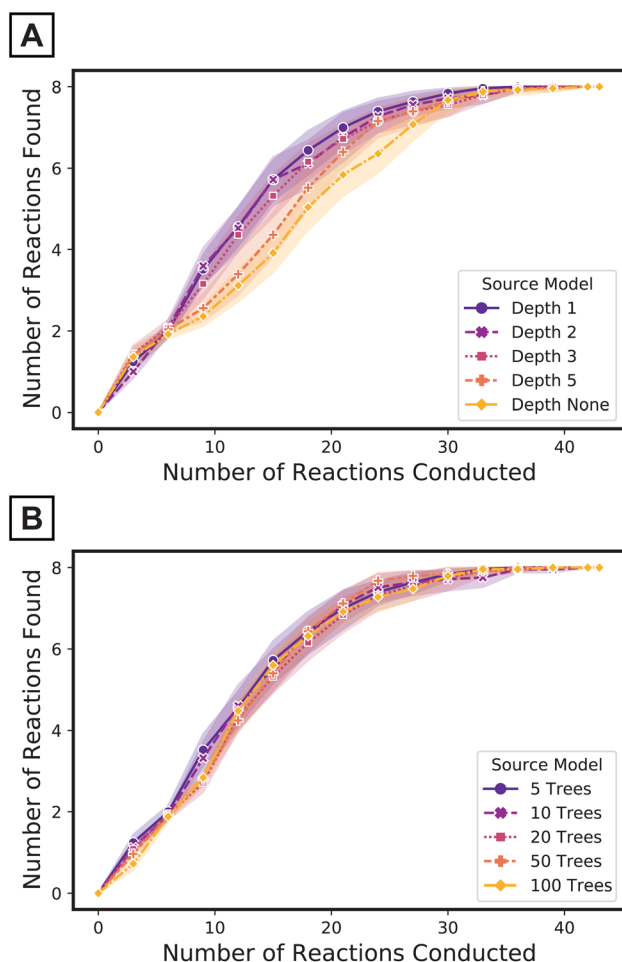 A
8
6
4
2
0
Number of Reactions Found
Source Model
Depth 1
Depth 2
Depth 3
Depth 5
Depth None
0 10 20 30 40
Number of Reactions Conducted
B
8
6
4
2
0
Number of Reactions Found
Source Model
5 Trees
10 Trees
20 Trees
50 Trees
100 Trees
0 10 20 30 40
Number of Reactions Conducted